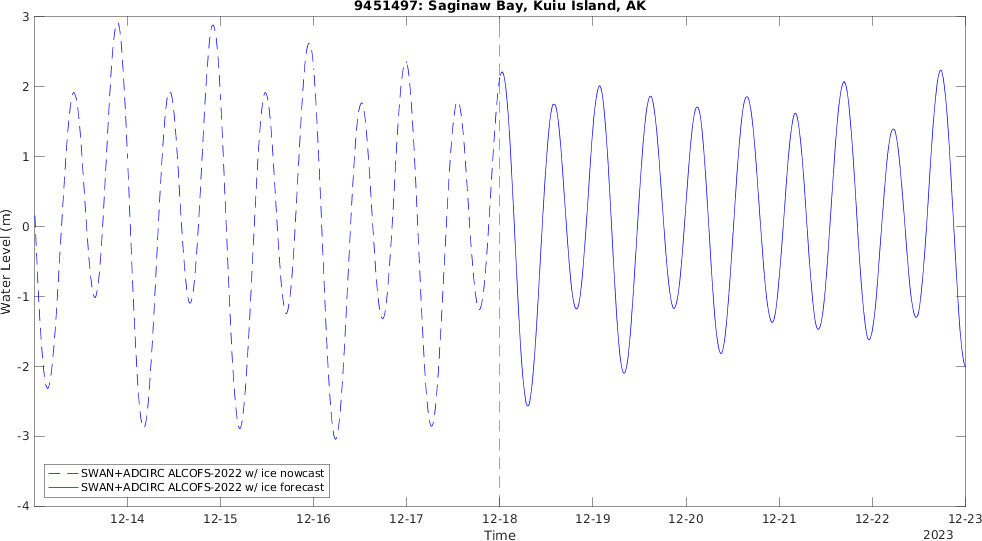 9451497: Saginaw Bay, Kuiu Island, AK
3
2
1
0
-1
-2
-3
-4
Water Level (m)
SWAN+ADCIRC ALCOFS-2022 w/ ice nowcast
SWAN+ADCIRC ALCOFS-2022 w/ ice forecast
12-14 12-15 12-16 12-17 12-18 12-19 12-20 12-21 12-22 12-23
Time
2023